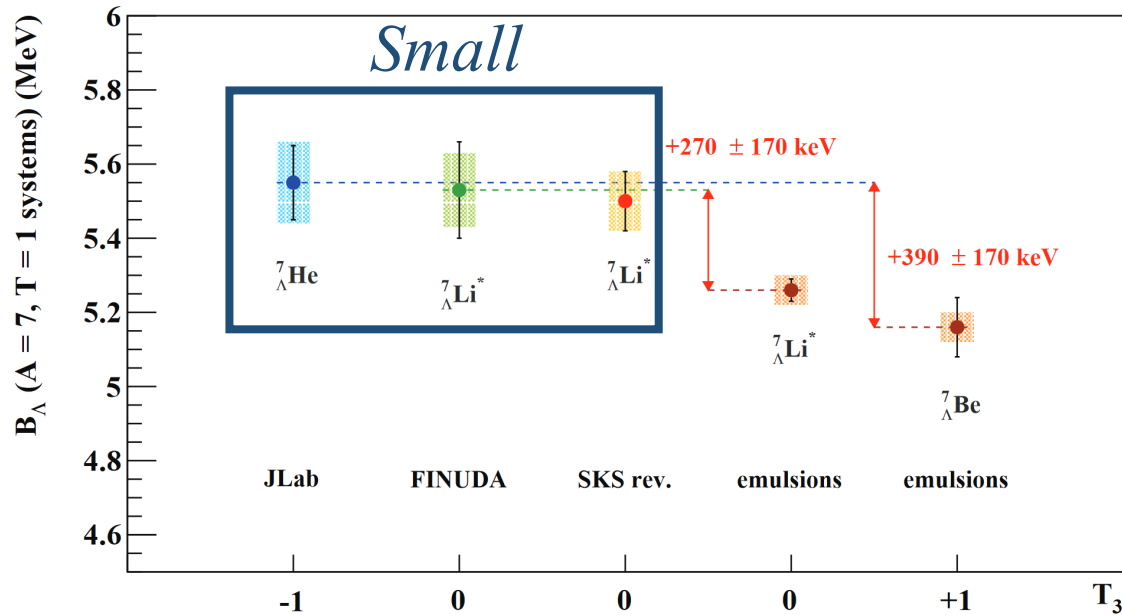 Small
B_Λ (A = 7, T = 1 systems) (MeV)
6
5.8
5.6
5.4
5.2
5
4.8
4.6
+270 ± 170 keV
+390 ± 170 keV
⁷_ΛHe
⁷_ΛLi*
⁷_ΛLi*
⁷_ΛLi*
⁷_ΛBe
JLab
FINUDA
SKS rev.
emulsions
emulsions
-1
0
0
0
+1
T₃